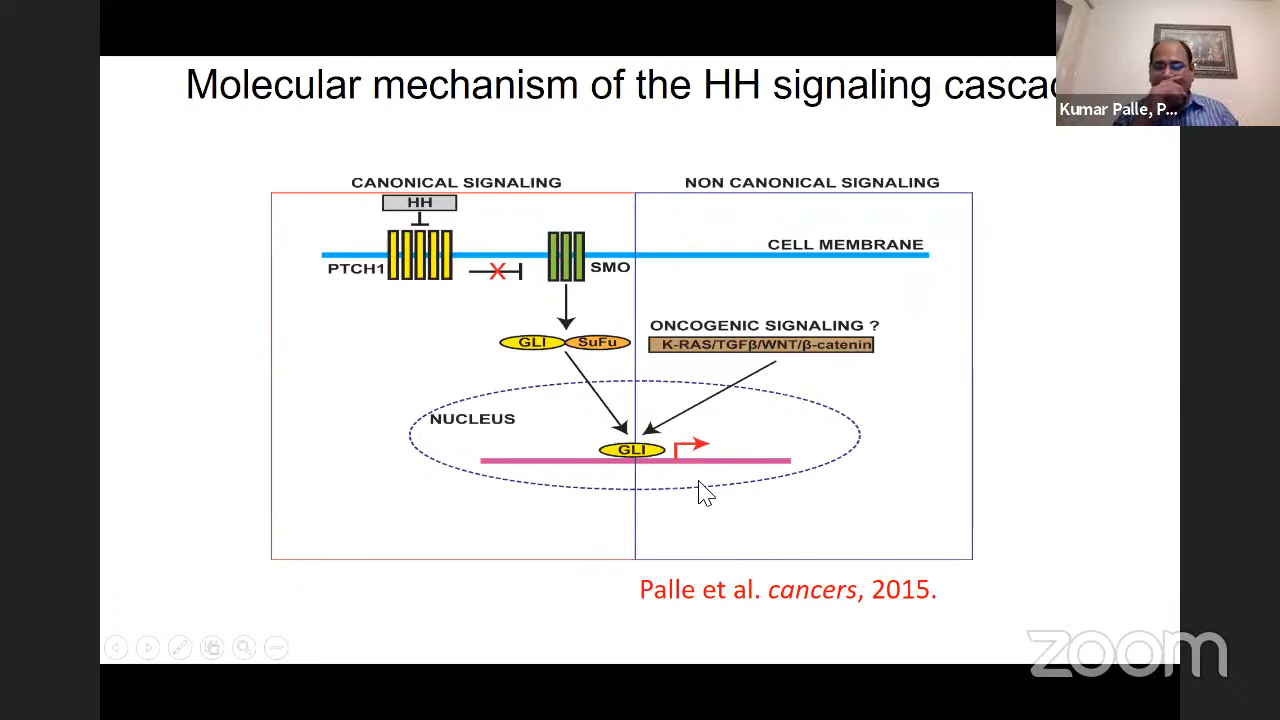 Molecular mechanism of the HH signaling casca
Kumar Palle, P...
CANONICAL SIGNALING
NON CANONICAL SIGNALING
HH
CELL MEMBRANE
PTCH1
X
SMO
ONCOGENIC SIGNALING ?
GLI
SuFu
K-RAS/TGFβ/WNT/β-catenin
NUCLEUS
GLI
Palle et al. cancers, 2015.
zoom